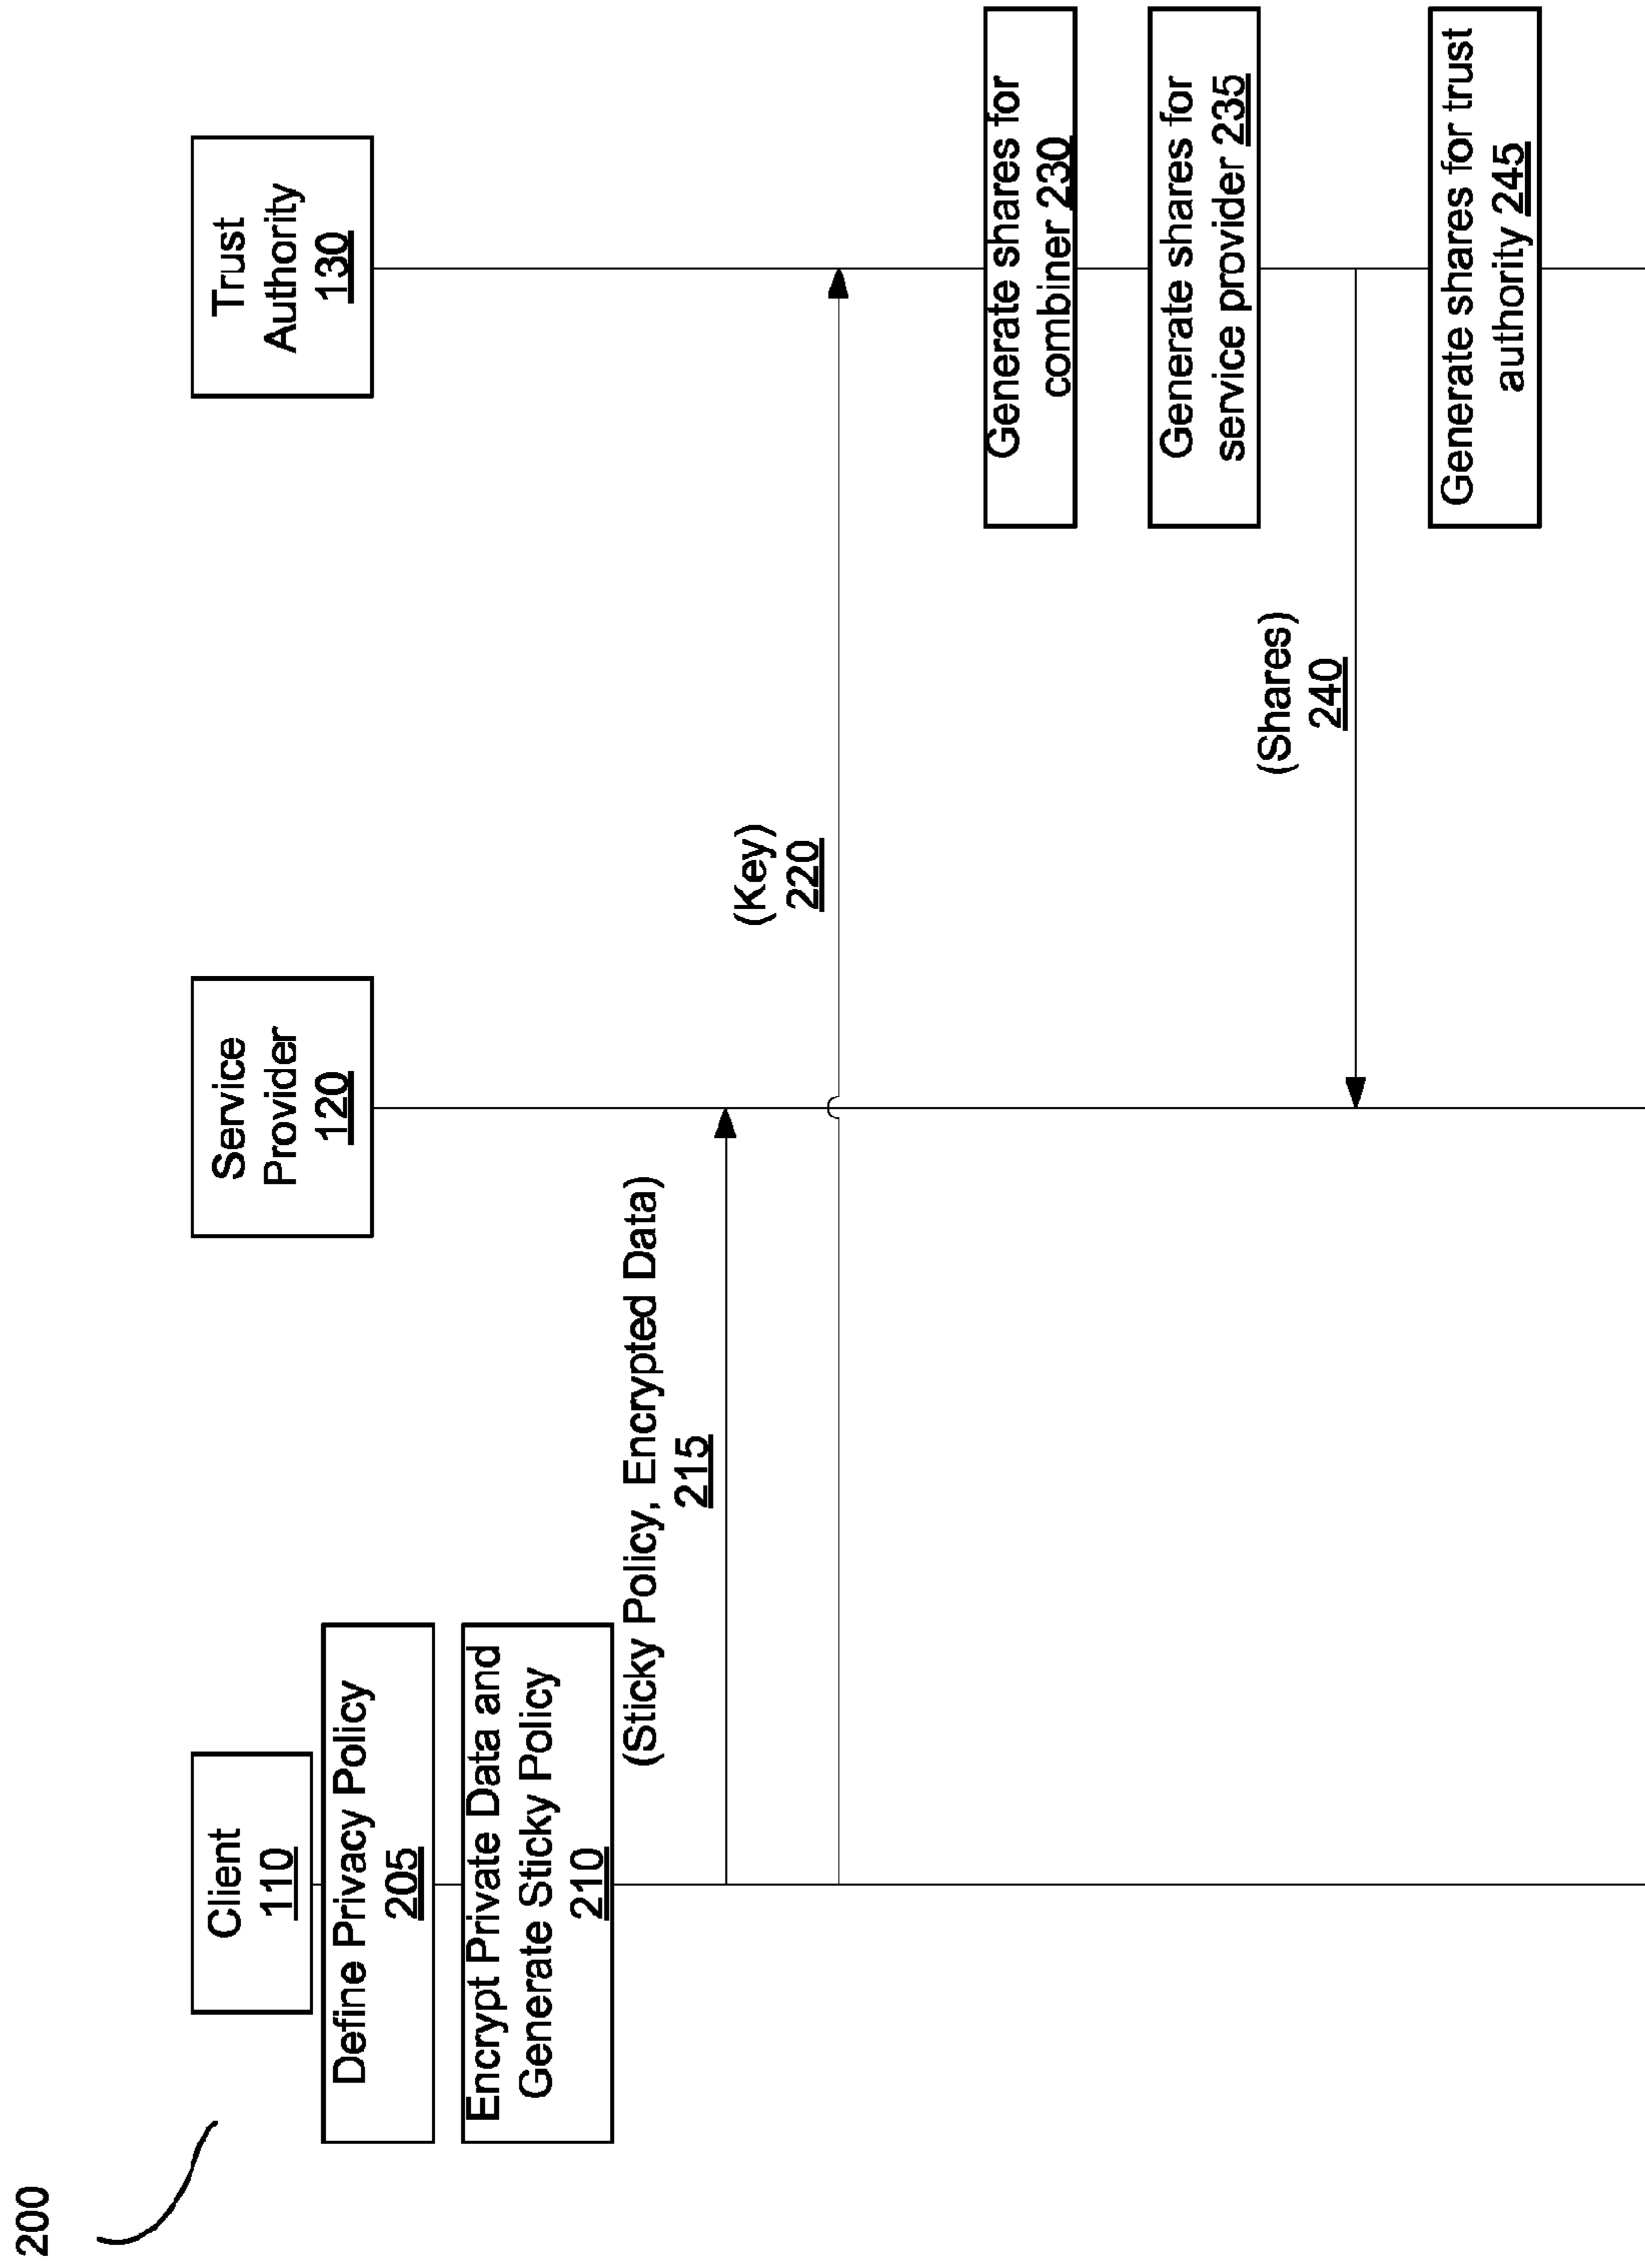 200
Client
110
Service
Provider
120
Trust
Authority
130
Define Privacy Policy
205
Encrypt Private Data and
Generate Sticky Policy
210
(Sticky Policy, Encrypted Data)
215
(Key)
220
Generate shares for
combiner 230
Generate shares for
service provider 235
(Shares)
240
Generate shares for trust
authority 245